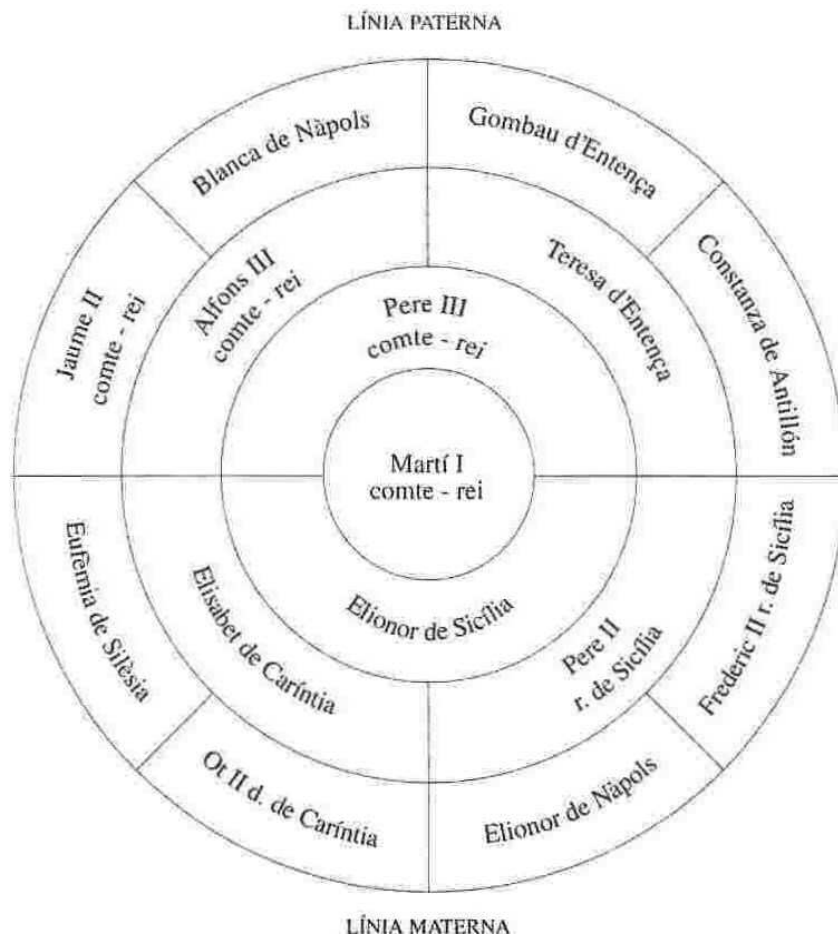 LÍNIA PATERNA
Blanca de Nàpols
Gombau d'Entença
Jaume II
comte - rei
Alfons III
comte - rei
Teresa d'Entença
Constanza de Antillón
Pere III
comte - rei
Martí I
comte - rei
Eufèmia de Silèsia
Elisabet de Caríntia
Elionor de Sicília
Pere II
r. de Sicília
Frederic II r. de Sicília
Ot II d. de Caríntia
Elionor de Nàpols
LÍNIA MATERNA